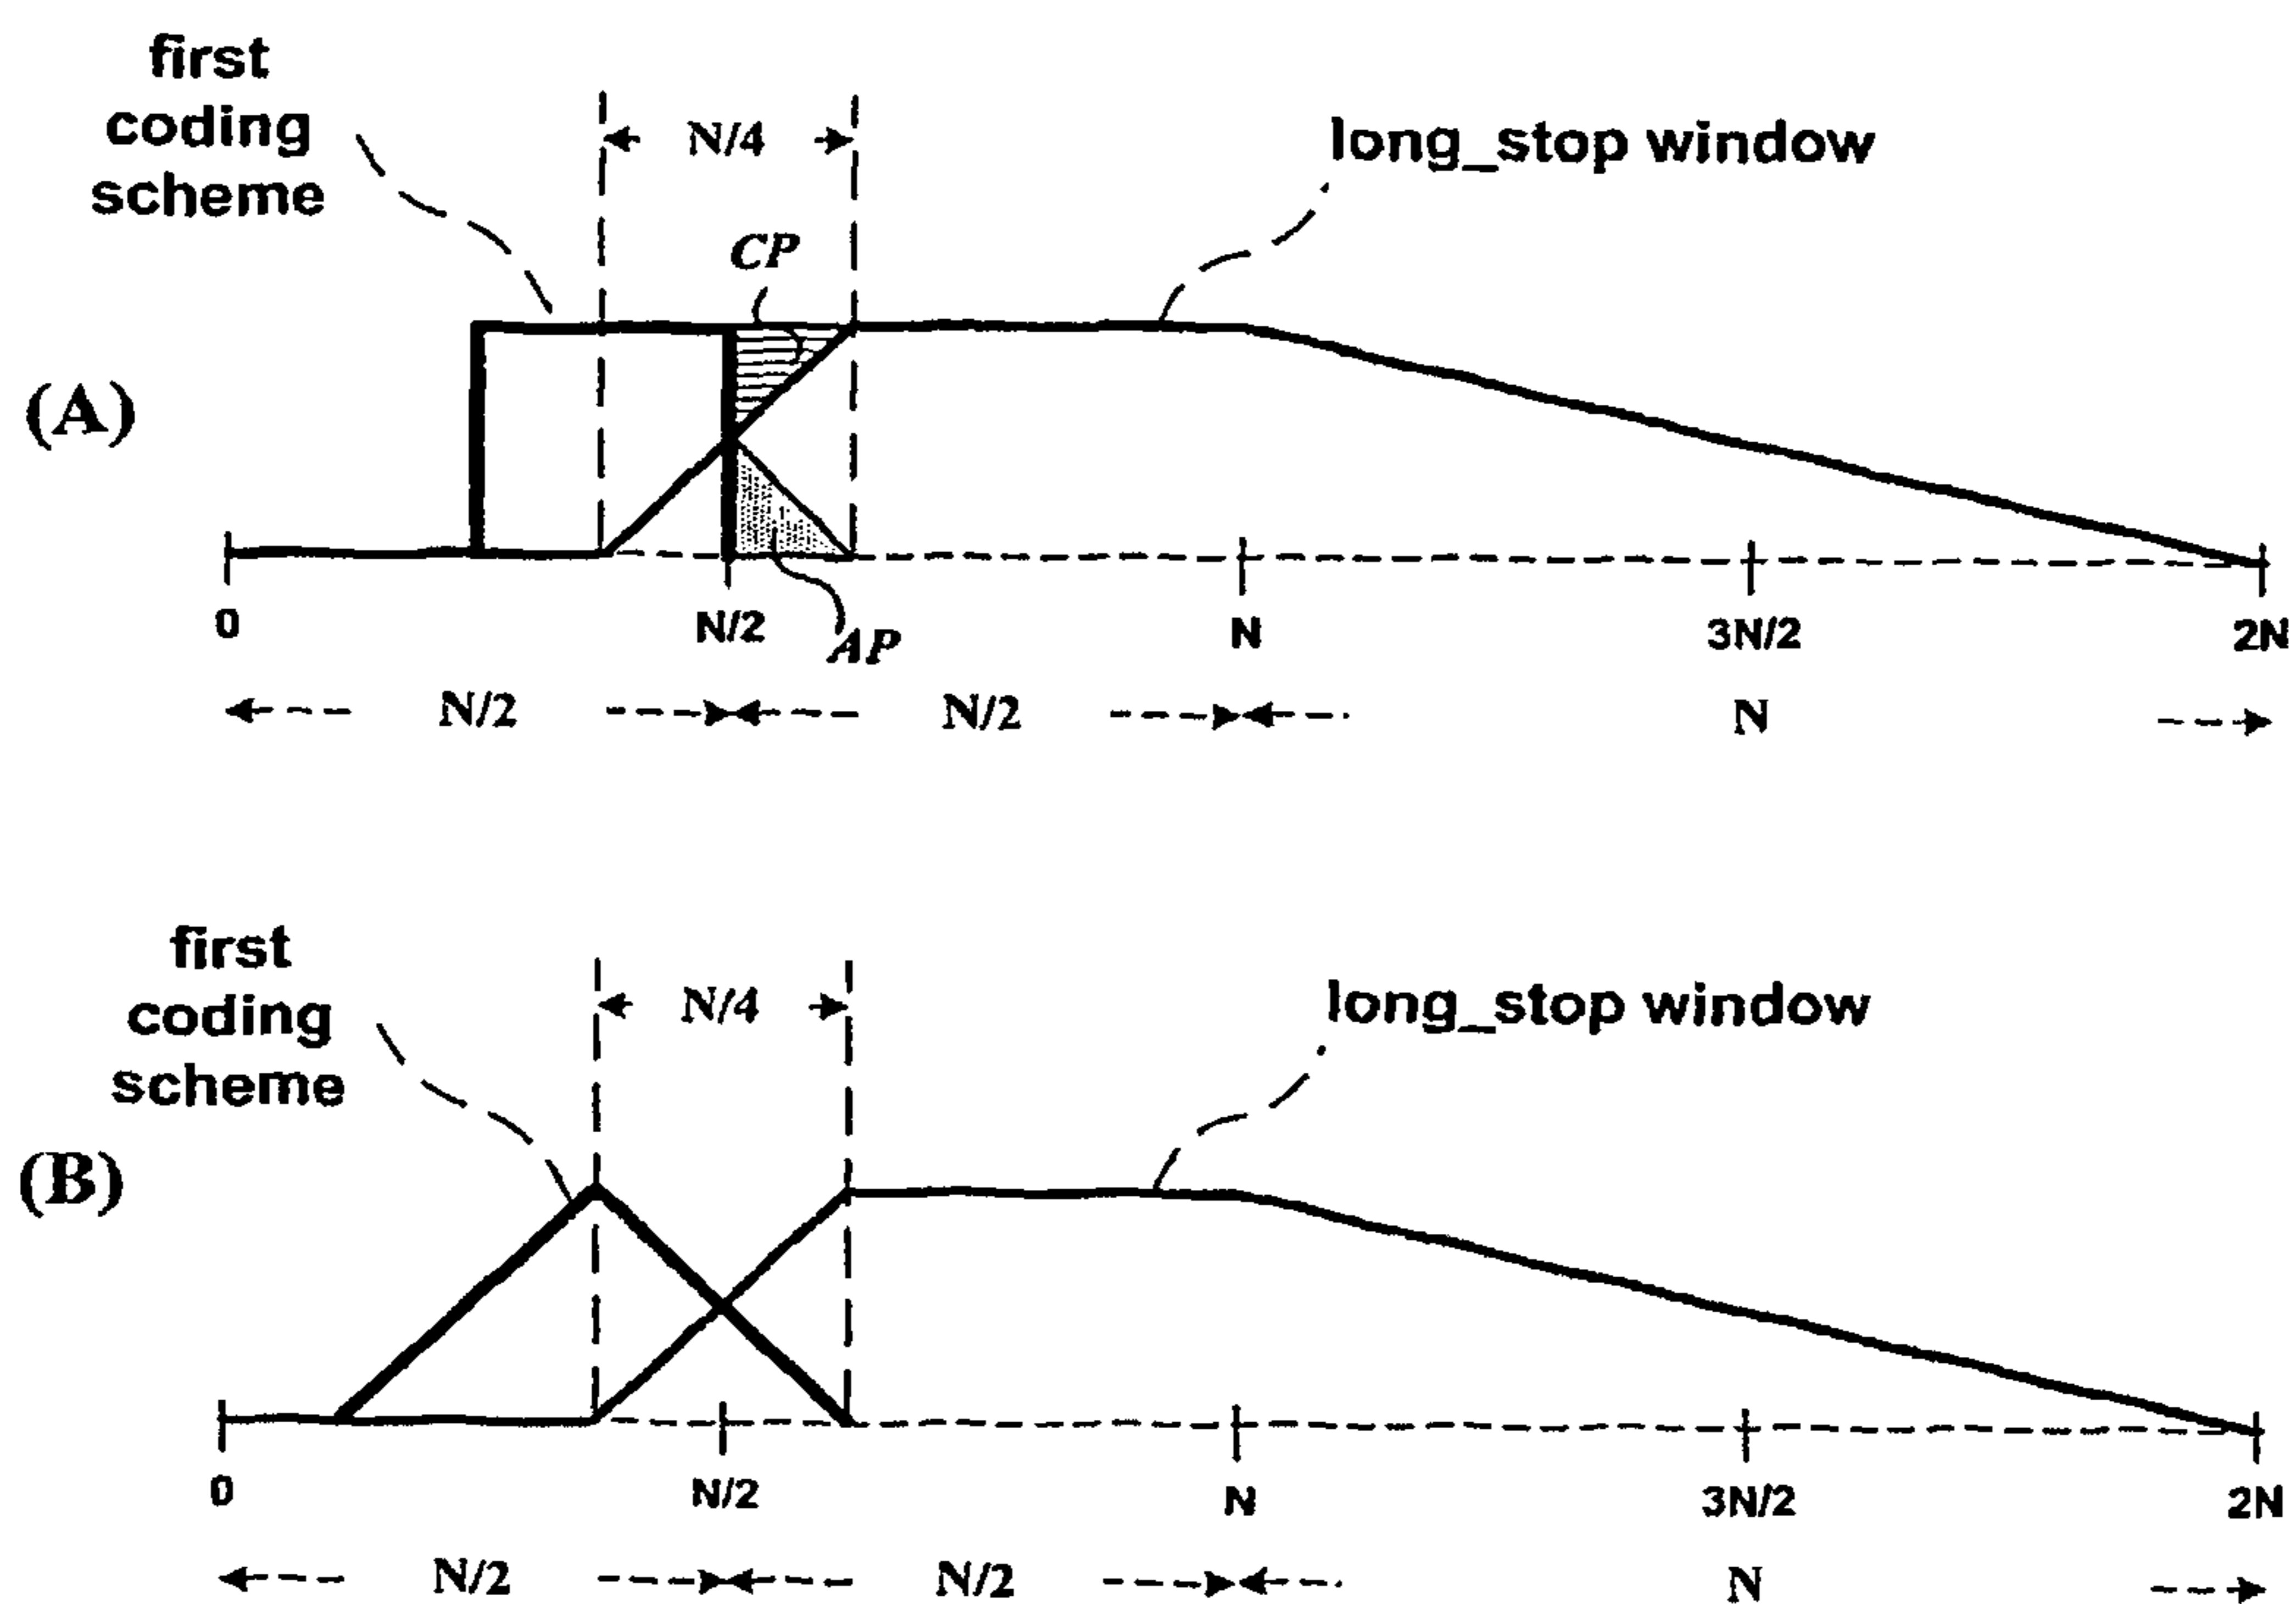 first
coding
scheme
N/4
long_stop window
CP
(A)
0
N/2
AP
N
3N/2
2N
N/2
N/2
N
first
coding
scheme
N/4
long_stop window
(B)
0
N/2
N
3N/2
2N
N/2
N/2
N